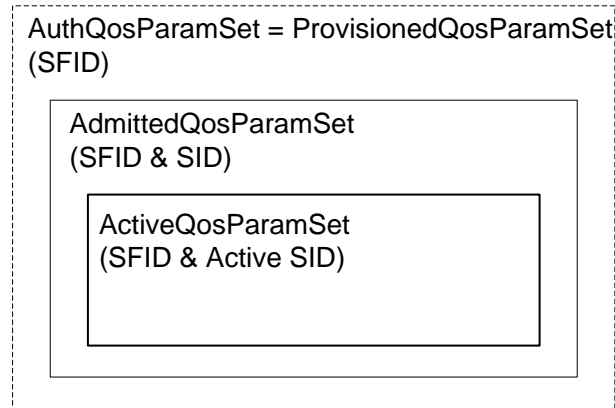 AuthQosParamSet = ProvisionedQosParamSet
(SFID)
AdmittedQosParamSet
(SFID & SID)
ActiveQosParamSet
(SFID & Active SID)